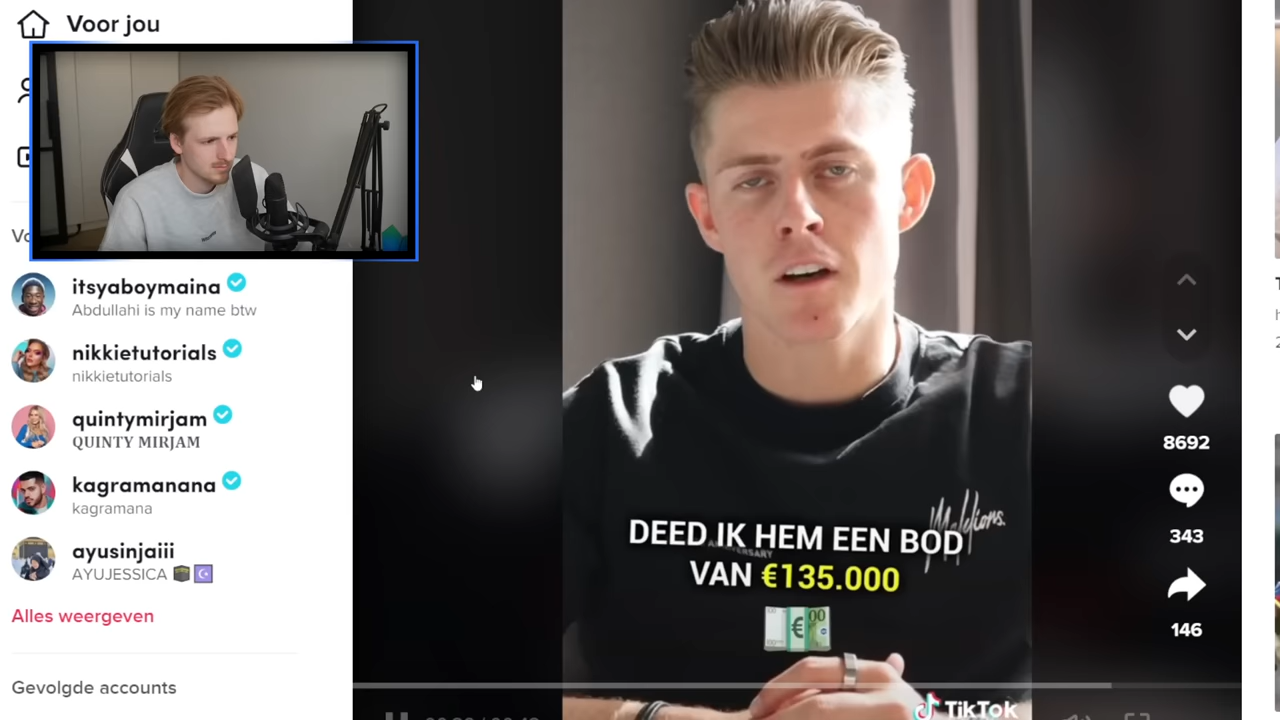 Voor jou
itsyaboymaina
Abdullahi is my name btw
nikkietutorials
nikkietutorials
quintymirjam
QUINTY MIRJAM
kagramanana
kagramana
ayusinjaiii
AYUJESSICA
Alles weergeven
Gevolgde accounts
Malelions.
DEED IK HEM EEN BOD
VAN €135.000
8692
343
146
TikTok